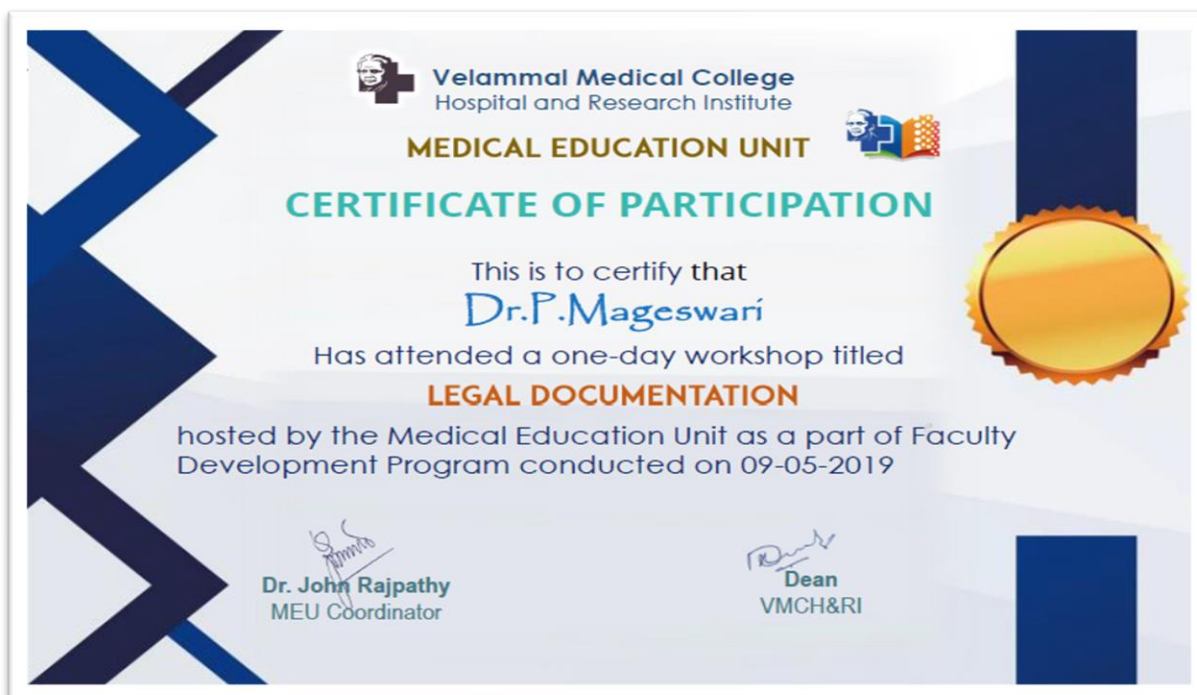 Velammal Medical College
Hospital and Research Institute
MEDICAL EDUCATION UNIT
CERTIFICATE OF PARTICIPATION
This is to certify that
Dr.P.Mageswari
Has attended a one-day workshop titled
LEGAL DOCUMENTATION
hosted by the Medical Education Unit as a part of Faculty
Development Program conducted on 09-05-2019
Dr. John Rajpathy
MEU Coordinator
Dean
VMCH&RI